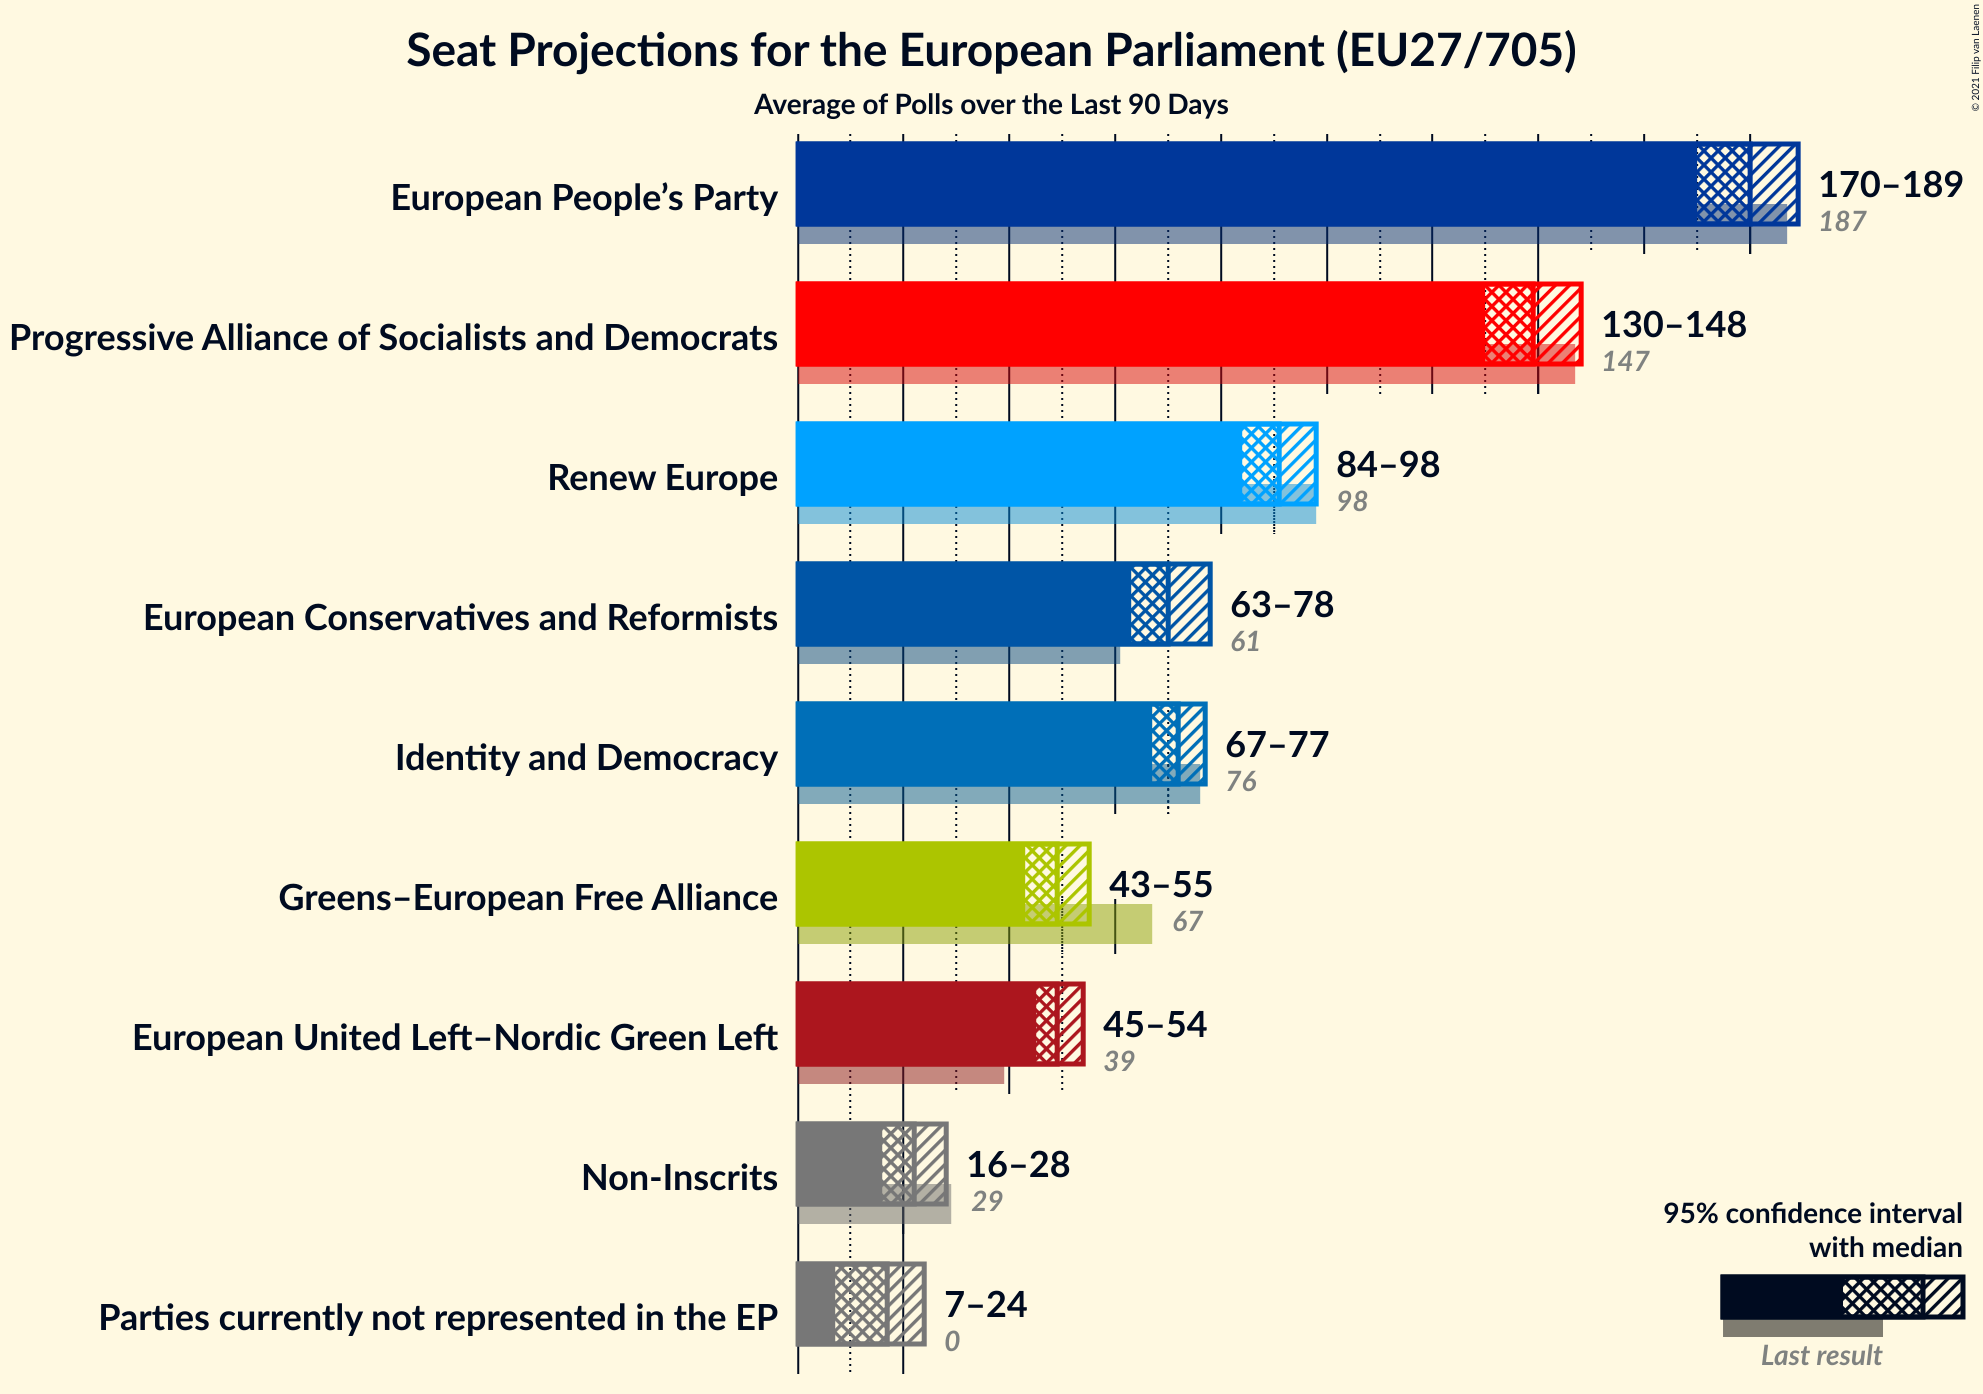 Seat Projections for the European Parliament (EU27/705)
Average of Polls over the Last 90 Days
© 2021 Filip van Laenen
European People’s Party
170–189
187
Progressive Alliance of Socialists and Democrats
130–148
147
Renew Europe
84–98
98
European Conservatives and Reformists
63–78
61
Identity and Democracy
67–77
76
Greens–European Free Alliance
43–55
67
European United Left–Nordic Green Left
45–54
39
Non-Inscrits
16–28
29
Parties currently not represented in the EP
7–24
0
95% confidence interval
with median
Last result